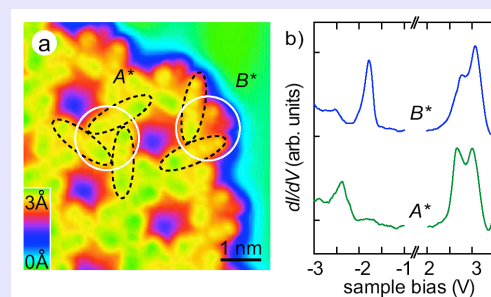 a
A*
B*
3Å
0Å
1 nm
b)
dI/dV (arb. units)
B*
A*
-3 -2 -1 2 3
sample bias (V)